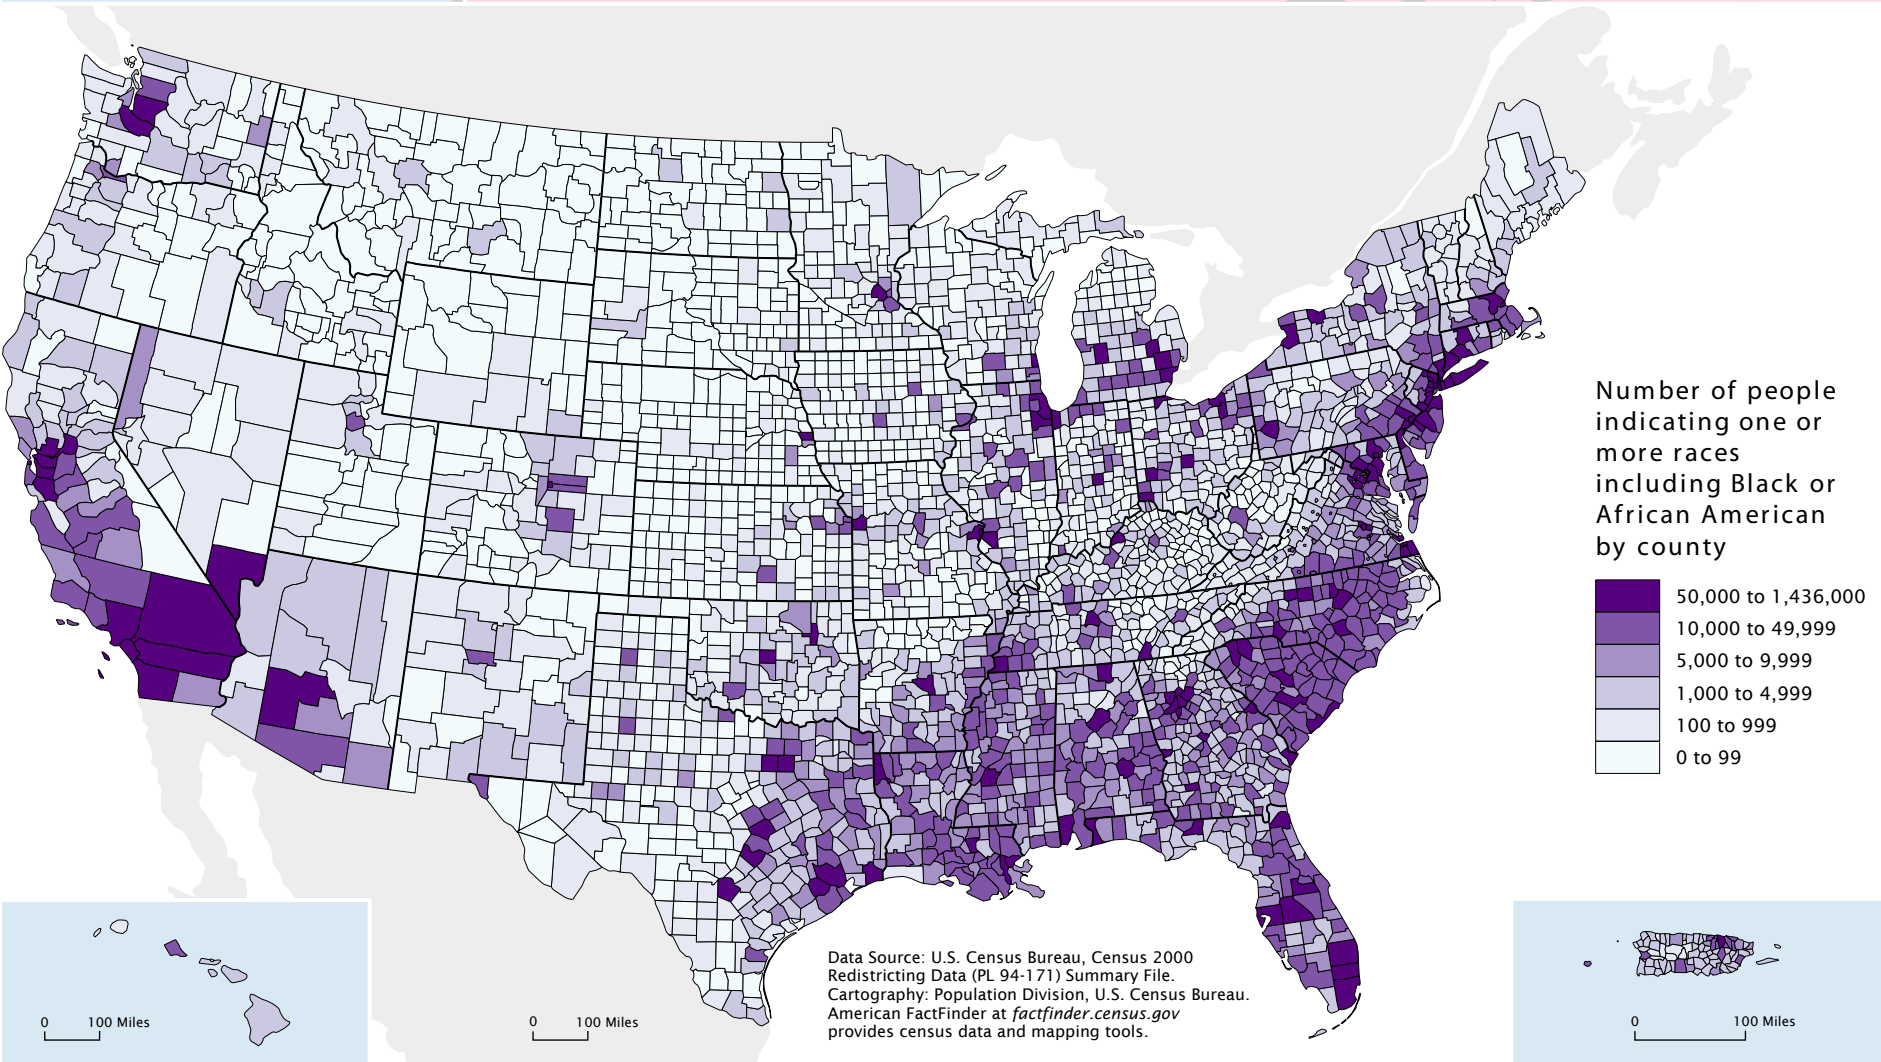 Number of people
indicating one or
more races
including Black or
African American
by county
50,000 to 1,436,000
10,000 to 49,999
5,000 to 9,999
1,000 to 4,999
100 to 999
0 to 99
Data Source: U.S. Census Bureau, Census 2000
Redistricting Data (PL 94-171) Summary File.
Cartography: Population Division, U.S. Census Bureau.
American FactFinder at factfinder.census.gov
provides census data and mapping tools.
0 100 Miles
0 100 Miles
0 100 Miles